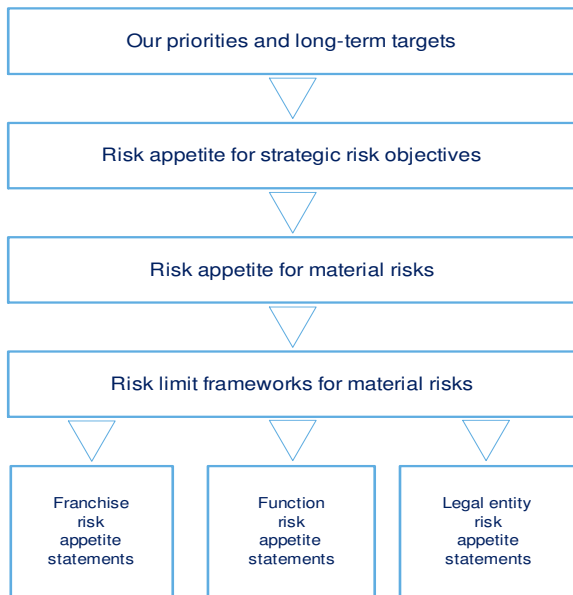 Our priorities and long-term targets
Risk appetite for strategic risk objectives
Risk appetite for material risks
Risk limit frameworks for material risks
Franchise
risk
appetite
statements
Function
risk
appetite
statements
Legal entity
risk
appetite
statements